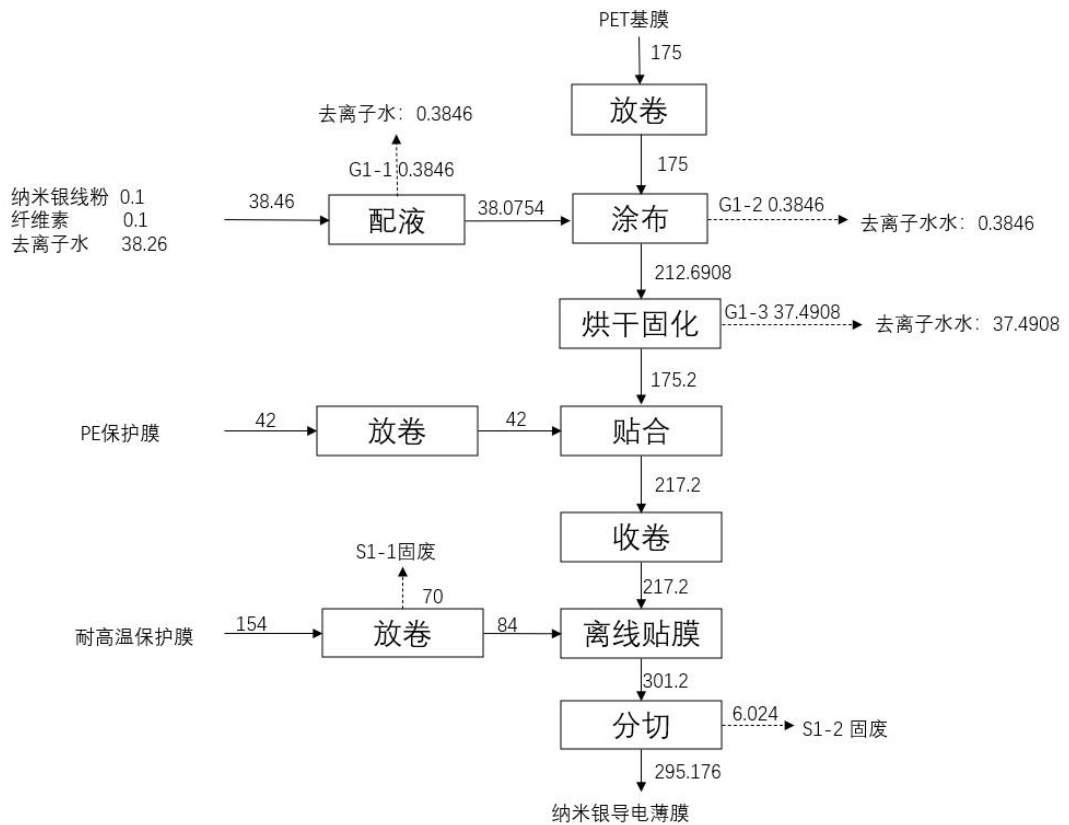 PET基膜
175
放卷
去离子水：0.3846
175
G1-1 0.3846
纳米银线粉 0.1
纤维素 0.1
去离子水 38.26
38.46
配液
38.0754
涂布
G1-2 0.3846
去离子水水：0.3846
212.6908
烘干固化
G1-3 37.4908
去离子水水：37.4908
175.2
PE保护膜
42
放卷
42
贴合
217.2
收卷
S1-1固废
217.2
70
耐高温保护膜
154
放卷
84
离线贴膜
301.2
分切
6.024
S1-2 固废
295.176
纳米银导电薄膜